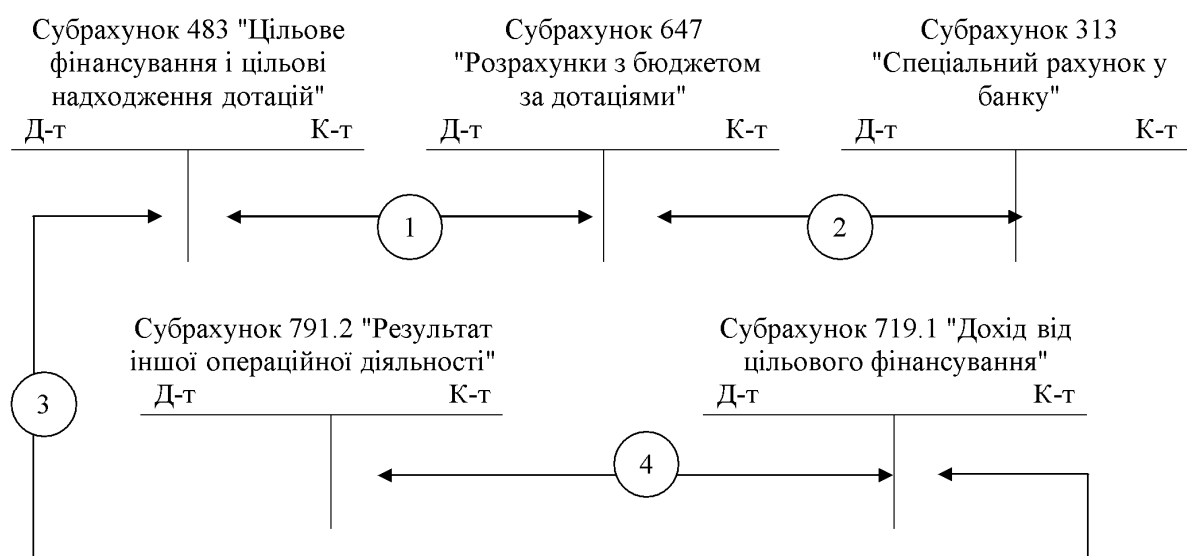 Субрахунок 483 "Цільове
фінансування і цільові
надходження дотацій"
Д-т К-т
Субрахунок 647
"Розрахунки з бюджетом
за дотаціями"
Д-т К-т
Субрахунок 313
"Спеціальний рахунок у
банку"
Д-т К-т
1
2
Субрахунок 791.2 "Результат
іншої операційної діяльності"
Д-т К-т
Субрахунок 719.1 "Дохід від
цільового фінансування"
Д-т К-т
3
4